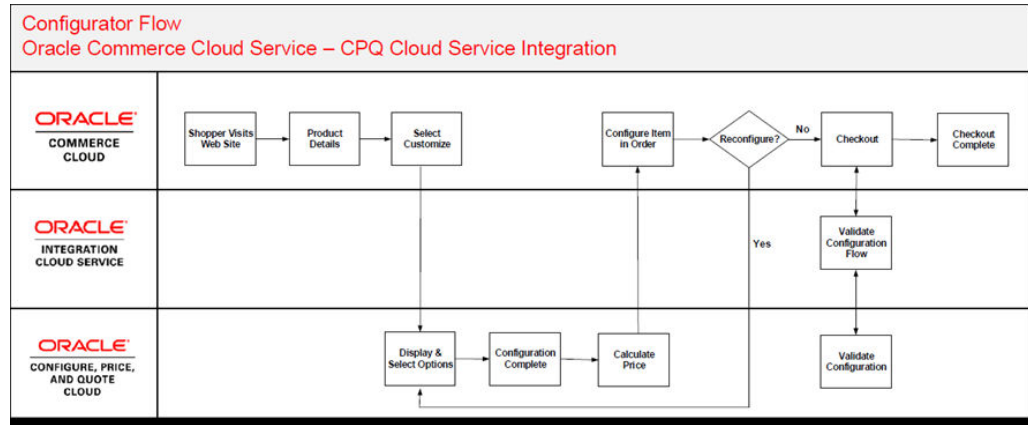 Configurator Flow
Oracle Commerce Cloud Service – CPQ Cloud Service Integration
ORACLE®
COMMERCE
CLOUD
Shopper Visits
Web Site
Product
Details
Select
Customize
Configure Item
in Order
Reconfigure?
No
Checkout
Checkout
Complete
ORACLE®
INTEGRATION
CLOUD SERVICE
Yes
Validate
Configuration
Flow
ORACLE®
CONFIGURE, PRICE,
AND QUOTE
CLOUD
Display &
Select Options
Configuration
Complete
Calculate
Price
Validate
Configuration